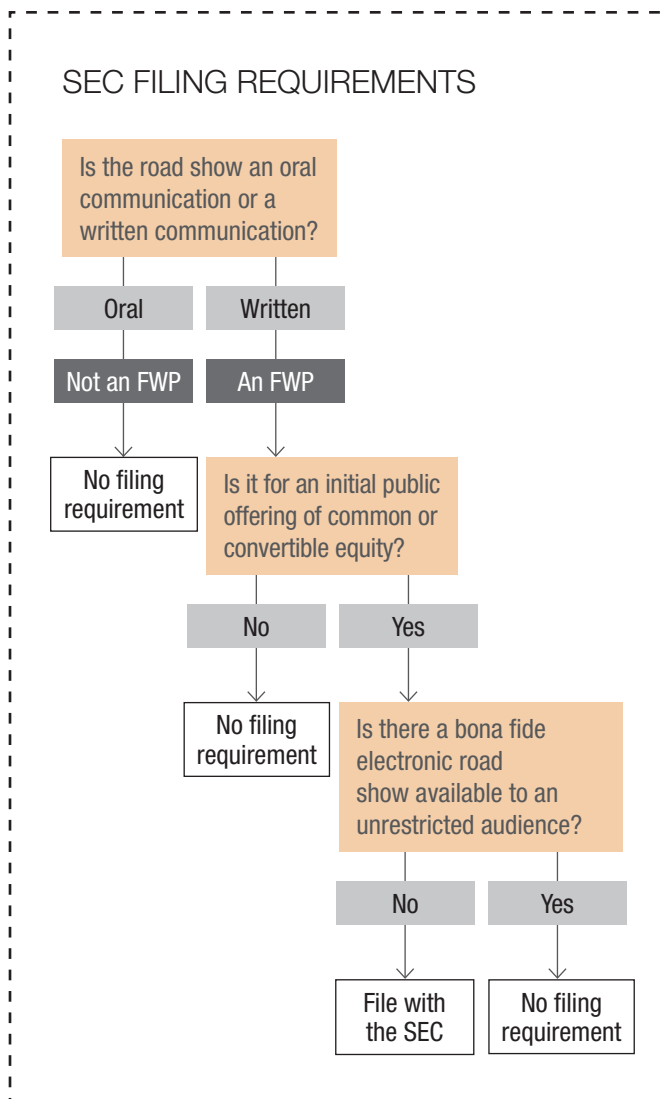 SEC FILING REQUIREMENTS
Is the road show an oral
communication or a
written communication?
Oral
Written
Not an FWP
An FWP
No filing
requirement
Is it for an initial public
offering of common or
convertible equity?
No
Yes
No filing
requirement
Is there a bona fide
electronic road
show available to an
unrestricted audience?
No
Yes
File with
the SEC
No filing
requirement